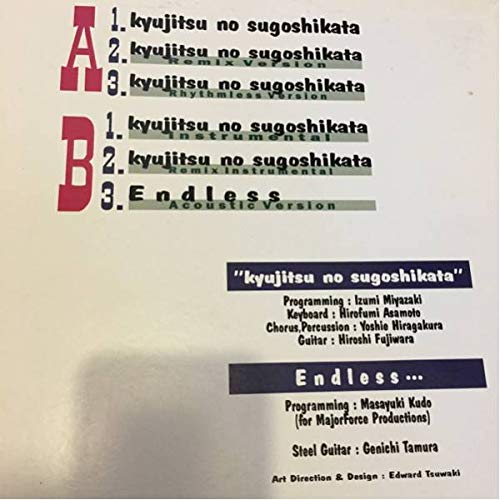 A 1. kyujitsu no sugoshikata
2. kyujitsu no sugoshikata
Remix Version
3. kyujitsu no sugoshikata
Rhythmless Version
B 1. kyujitsu no sugoshikata
Instrumental
2. kyujitsu no sugoshikata
Remix Instrumental
3. Endless
Acoustic Version
"kyujitsu no sugoshikata"
Programming : Izumi Miyazaki
Keyboard : Hirofumi Asamoto
Chorus,Percussion : Yoshie Hiragakura
Guitar : Hiroshi Fujiwara
Endless...
Programming : Masayuki Kudo
(for MajorForce Productions)
Steel Guitar : Genichi Tamura
Art Direction & Design : Edward Tsuwaki